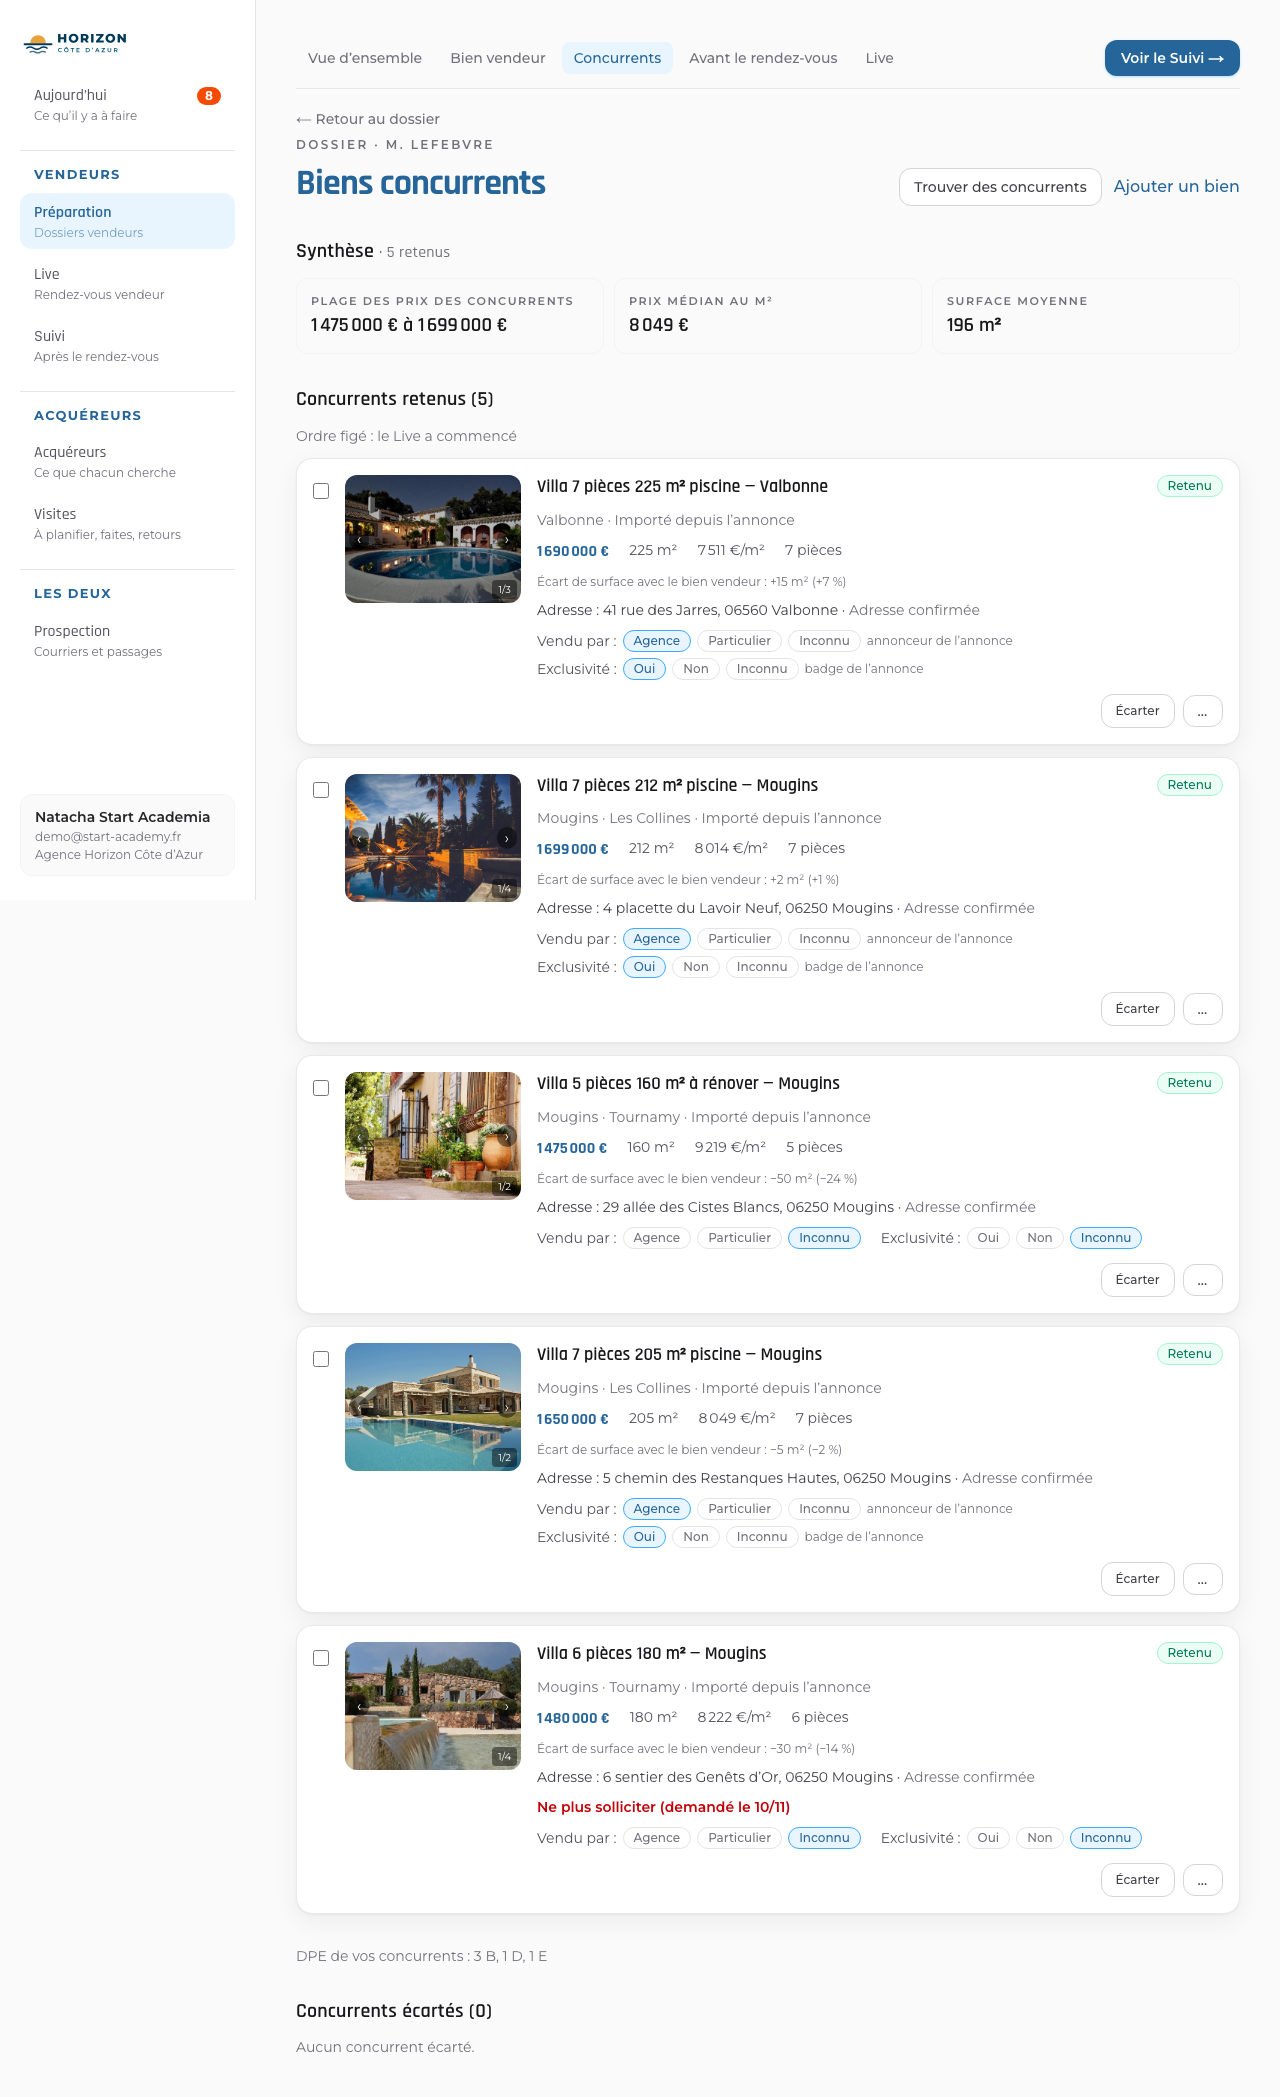 HORIZON
CÔTE D'AZUR
Aujourd'hui
8
Ce qu'il y a à faire
VENDEURS
Préparation
Dossiers vendeurs
Live
Rendez-vous vendeur
Suivi
Après le rendez-vous
ACQUÉREURS
Acquéreurs
Ce que chacun cherche
Visites
À planifier, faites, retours
LES DEUX
Prospection
Courriers et passages
Natacha Start Academia
demo@start-academy.fr
Agence Horizon Côte d'Azur
Vue d'ensemble Bien vendeur Concurrents Avant le rendez-vous Live Voir le Suivi →
← Retour au dossier
DOSSIER · M. LEFEBVRE
Biens concurrents
Trouver des concurrents Ajouter un bien
Synthèse · 5 retenus
PLAGE DES PRIX DES CONCURRENTS
1 475 000 € à 1 699 000 €
PRIX MÉDIAN AU M²
8 049 €
SURFACE MOYENNE
196 m²
Concurrents retenus (5)
Ordre figé : le Live a commencé
‹ ›
1/3
Villa 7 pièces 225 m² piscine – Valbonne
Retenu
Valbonne · Importé depuis l'annonce
1 690 000 € 225 m² 7 511 €/m² 7 pièces
Écart de surface avec le bien vendeur : +15 m² (+7 %)
Adresse : 41 rue des Jarres, 06560 Valbonne · Adresse confirmée
Vendu par : Agence Particulier Inconnu annonceur de l'annonce
Exclusivité : Oui Non Inconnu badge de l'annonce
Écarter ...
‹ ›
1/4
Villa 7 pièces 212 m² piscine – Mougins
Retenu
Mougins · Les Collines · Importé depuis l'annonce
1 699 000 € 212 m² 8 014 €/m² 7 pièces
Écart de surface avec le bien vendeur : +2 m² (+1 %)
Adresse : 4 placette du Lavoir Neuf, 06250 Mougins · Adresse confirmée
Vendu par : Agence Particulier Inconnu annonceur de l'annonce
Exclusivité : Oui Non Inconnu badge de l'annonce
Écarter ...
‹ ›
1/2
Villa 5 pièces 160 m² à rénover – Mougins
Retenu
Mougins · Tournamy · Importé depuis l'annonce
1 475 000 € 160 m² 9 219 €/m² 5 pièces
Écart de surface avec le bien vendeur : −50 m² (−24 %)
Adresse : 29 allée des Cistes Blancs, 06250 Mougins · Adresse confirmée
Vendu par : Agence Particulier Inconnu Exclusivité : Oui Non Inconnu
Écarter ...
‹ ›
1/2
Villa 7 pièces 205 m² piscine – Mougins
Retenu
Mougins · Les Collines · Importé depuis l'annonce
1 650 000 € 205 m² 8 049 €/m² 7 pièces
Écart de surface avec le bien vendeur : −5 m² (−2 %)
Adresse : 5 chemin des Restanques Hautes, 06250 Mougins · Adresse confirmée
Vendu par : Agence Particulier Inconnu annonceur de l'annonce
Exclusivité : Oui Non Inconnu badge de l'annonce
Écarter ...
‹ ›
1/4
Villa 6 pièces 180 m² – Mougins
Retenu
Mougins · Tournamy · Importé depuis l'annonce
1 480 000 € 180 m² 8 222 €/m² 6 pièces
Écart de surface avec le bien vendeur : −30 m² (−14 %)
Adresse : 6 sentier des Genêts d'Or, 06250 Mougins · Adresse confirmée
Ne plus solliciter (demandé le 10/11)
Vendu par : Agence Particulier Inconnu Exclusivité : Oui Non Inconnu
Écarter ...
DPE de vos concurrents : 3 B, 1 D, 1 E
Concurrents écartés (0)
Aucun concurrent écarté.